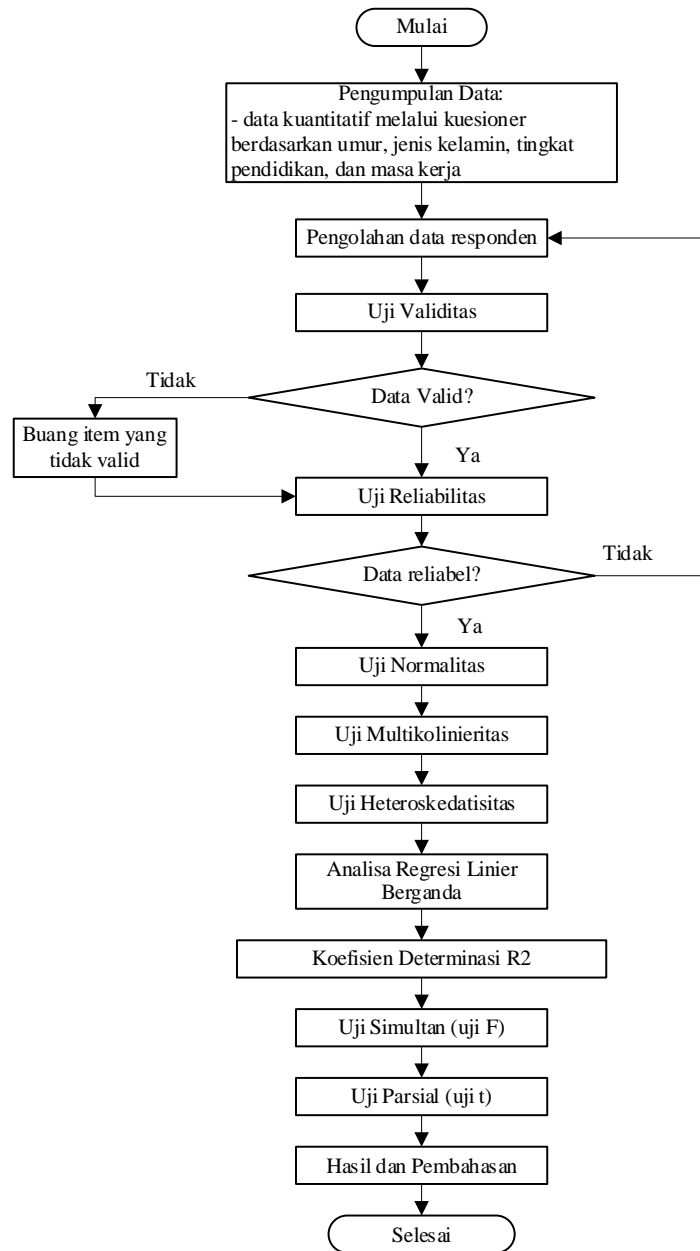 Mulai
Pengumpulan Data:
- data kuantitatif melalui kuesioner
berdasarkan umur, jenis kelamin, tingkat
pendidikan, dan masa kerja
Pengolahan data responden
Uji Validitas
Tidak
Data Valid?
Buang item yang
tidak valid
Ya
Uji Reliabilitas
Tidak
Data reliabel?
Ya
Uji Normalitas
Uji Multikolinieritas
Uji Heteroskedatisitas
Analisa Regresi Linier
Berganda
Koefisien Determinasi R2
Uji Simultan (uji F)
Uji Parsial (uji t)
Hasil dan Pembahasan
Selesai